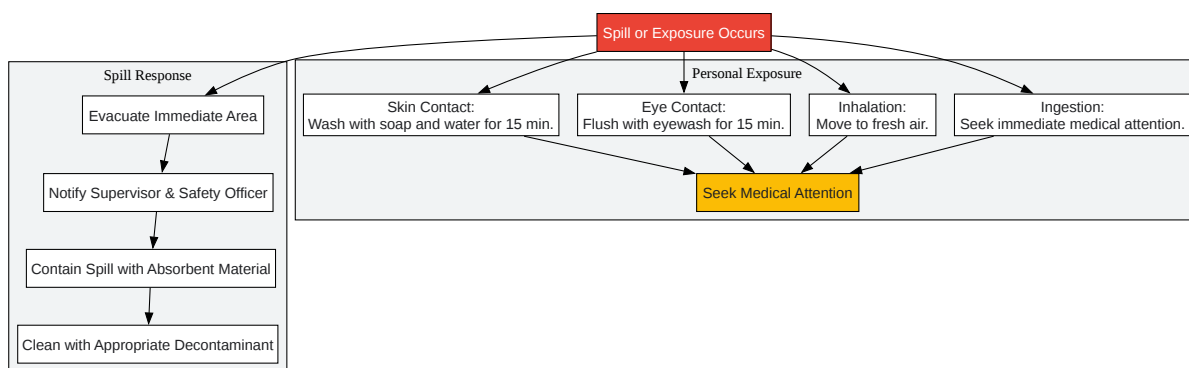 Spill or Exposure Occurs
Spill Response
Evacuate Immediate Area
Notify Supervisor & Safety Officer
Contain Spill with Absorbent Material
Clean with Appropriate Decontaminant
Personal Exposure
Skin Contact:
Wash with soap and water for 15 min.
Eye Contact:
Flush with eyewash for 15 min.
Inhalation:
Move to fresh air.
Ingestion:
Seek immediate medical attention.
Seek Medical Attention